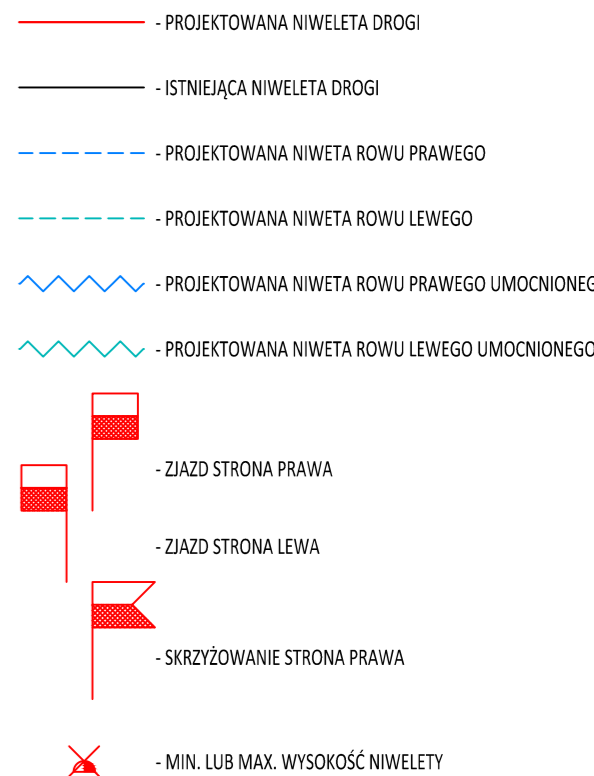 - PROJEKTOWANA NIWELETA DROGI
- ISTNIEJĄCA NIWELETA DROGI
- PROJEKTOWANA NIWETA ROWU PRAWEGO
- PROJEKTOWANA NIWETA ROWU LEWEGO
- PROJEKTOWANA NIWETA ROWU PRAWEGO UMOCNIONEG
- PROJEKTOWANA NIWETA ROWU LEWEGO UMOCNIONEGO
- ZJAZD STRONA PRAWA
- ZJAZD STRONA LEWA
- SKRZYŻOWANIE STRONA PRAWA
- MIN. LUB MAX. WYSOKOŚĆ NIWELETY